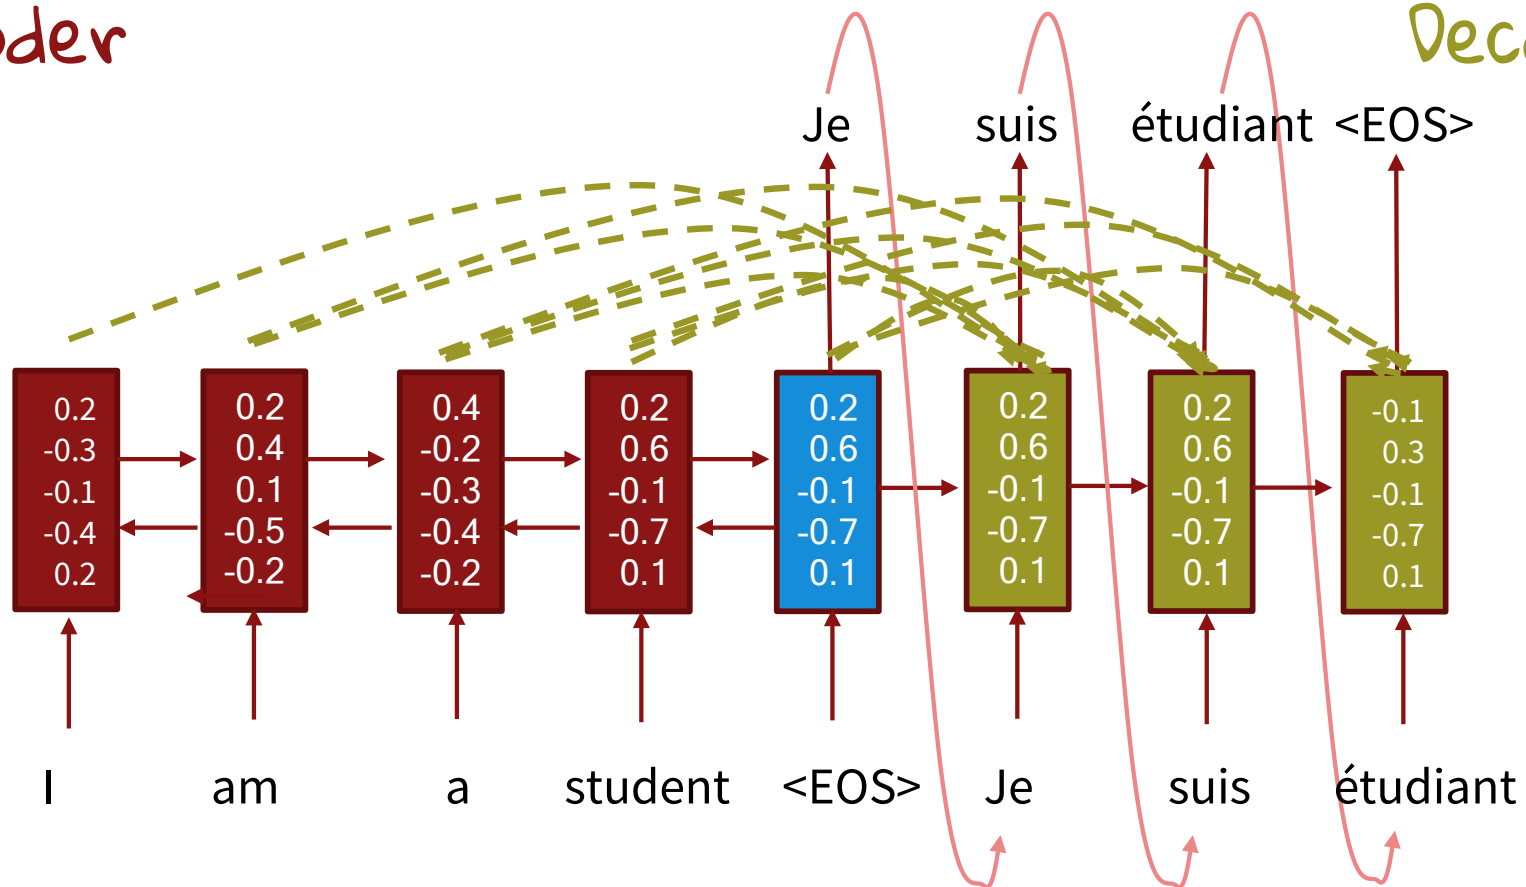 Je suis étudiant <EOS>
0.2 0.2 0.4 0.2 0.2 0.2 0.2 -0.1
-0.3 0.4 -0.2 0.6 0.6 0.6 0.6 0.3
-0.1 0.1 -0.3 -0.1 -0.1 -0.1 -0.1 -0.1
-0.4 -0.5 -0.4 -0.7 -0.7 -0.7 -0.7 -0.7
0.2 -0.2 -0.2 0.1 0.1 0.1 0.1 0.1
I am a student <EOS> Je suis étudiant